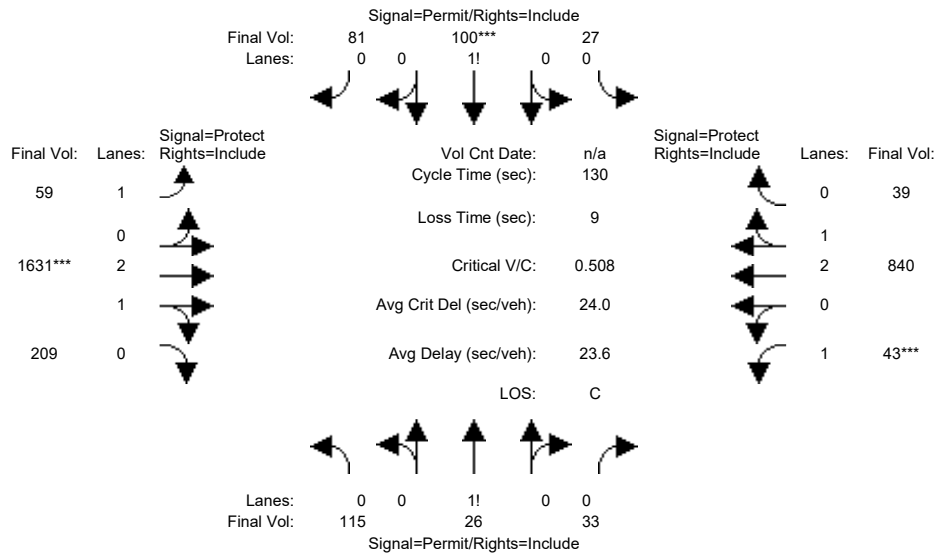 Signal=Permit/Rights=Include
Final Vol: 81 100*** 27
Lanes: 0 0 1! 0 0
Signal=Protect Signal=Protect
Final Vol: Lanes: Rights=Include Vol Cnt Date: n/a Rights=Include Lanes: Final Vol:
Cycle Time (sec): 130
59 1 0 39
Loss Time (sec): 9
0 1
1631*** 2 Critical V/C: 0.508 2 840
1 Avg Crit Del (sec/veh): 24.0 0
209 0 Avg Delay (sec/veh): 23.6 1 43***
LOS: C
Lanes: 0 0 1! 0 0
Final Vol: 115 26 33
Signal=Permit/Rights=Include